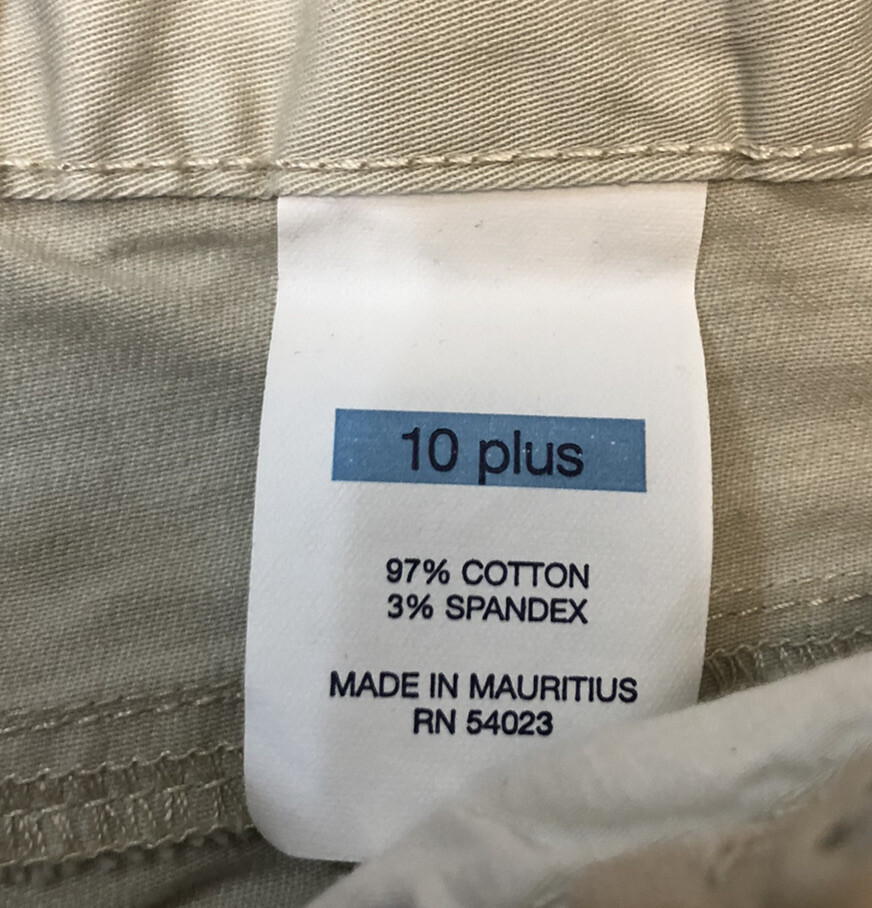 10 plus
97% COTTON
3% SPANDEX
MADE IN MAURITIUS
RN 54023